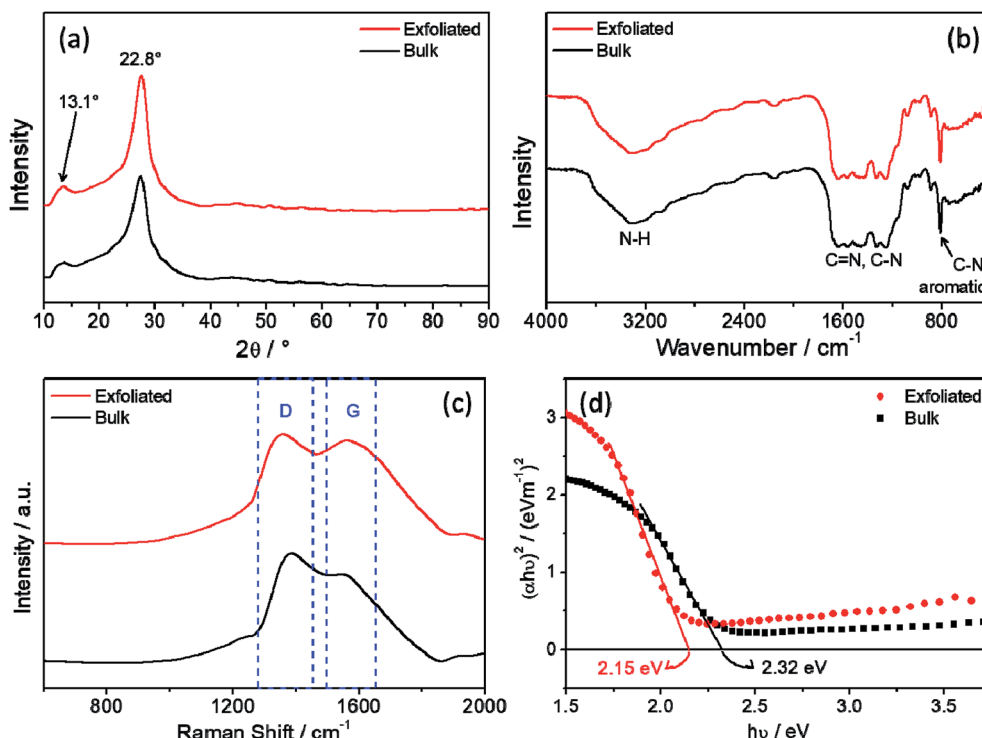 (a)
Exfoliated
Bulk
22.8°
13.1°
Intensity
10 20 30 40 50 60 70 80 90
2θ / °
(b)
Exfoliated
Bulk
Intensity
N-H
C=N, C-N
C-N
aromatic
4000 3200 2400 1600 800
Wavenumber / cm⁻¹
(c)
Exfoliated
Bulk
D G
Intensity / a.u.
800 1200 1600 2000
Raman Shift / cm⁻¹
(d)
Exfoliated
Bulk
(αhυ)² / (eVm⁻¹)²
3
2
1
0
2.15 eV
2.32 eV
1.5 2.0 2.5 3.0 3.5
hυ / eV